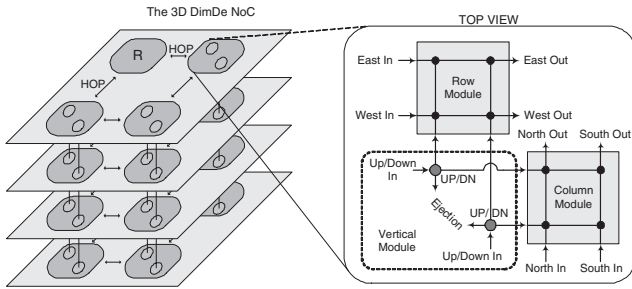 The 3D DimDe NoC
R
HOP
HOP
TOP VIEW
East In
East Out
Row
Module
West In
West Out
North Out
South Out
Up/Down
In
UP/DN
Ejection
UP/DN
Column
Module
Vertical
Module
Up/Down In
North In
South In